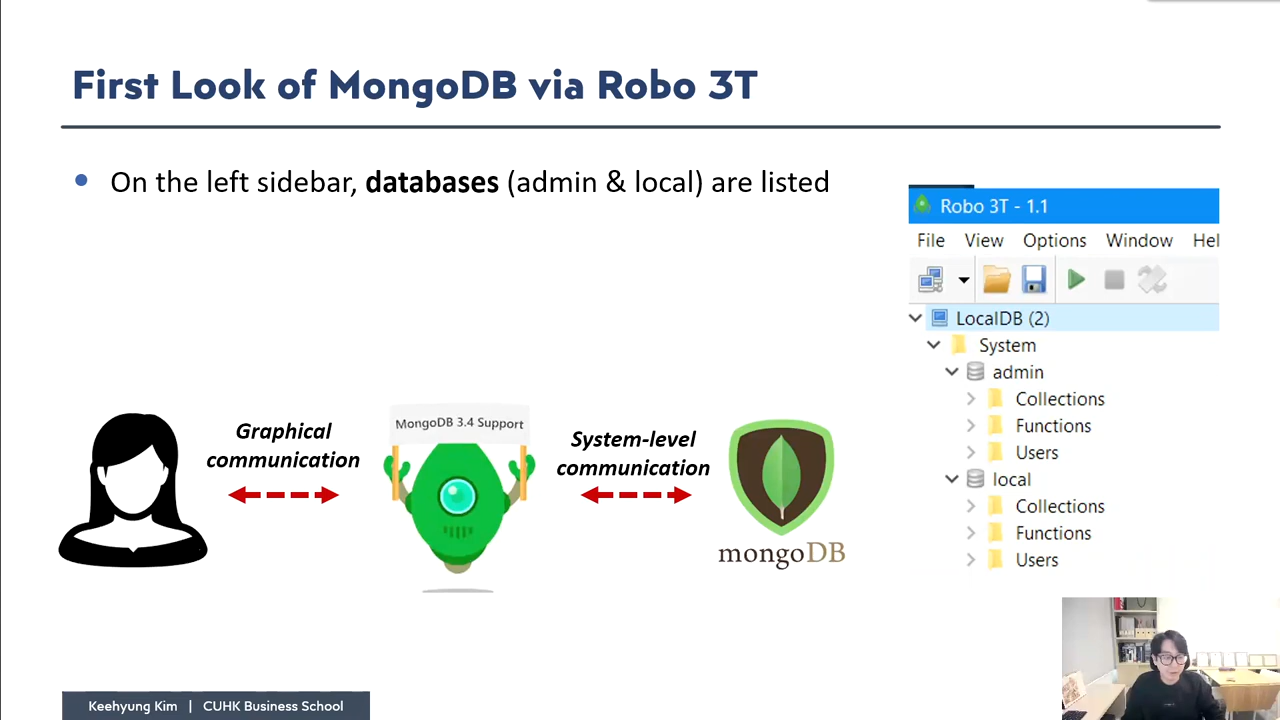 First Look of MongoDB via Robo 3T
On the left sidebar, databases (admin & local) are listed
Robo 3T - 1.1
File View Options Window Hel
LocalDB (2)
System
admin
Collections
Functions
Users
local
Collections
Functions
Users
Graphical
communication
MongoDB 3.4 Support
System-level
communication
mongoDB
Keehyung Kim | CUHK Business School